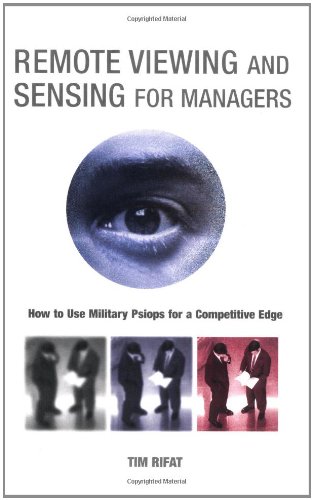 Copyrighted Material
REMOTE VIEWING AND
SENSING FOR MANAGERS
How to Use Military Psiops for a Competitive Edge
TIM RIFAT
Copyrighted Material